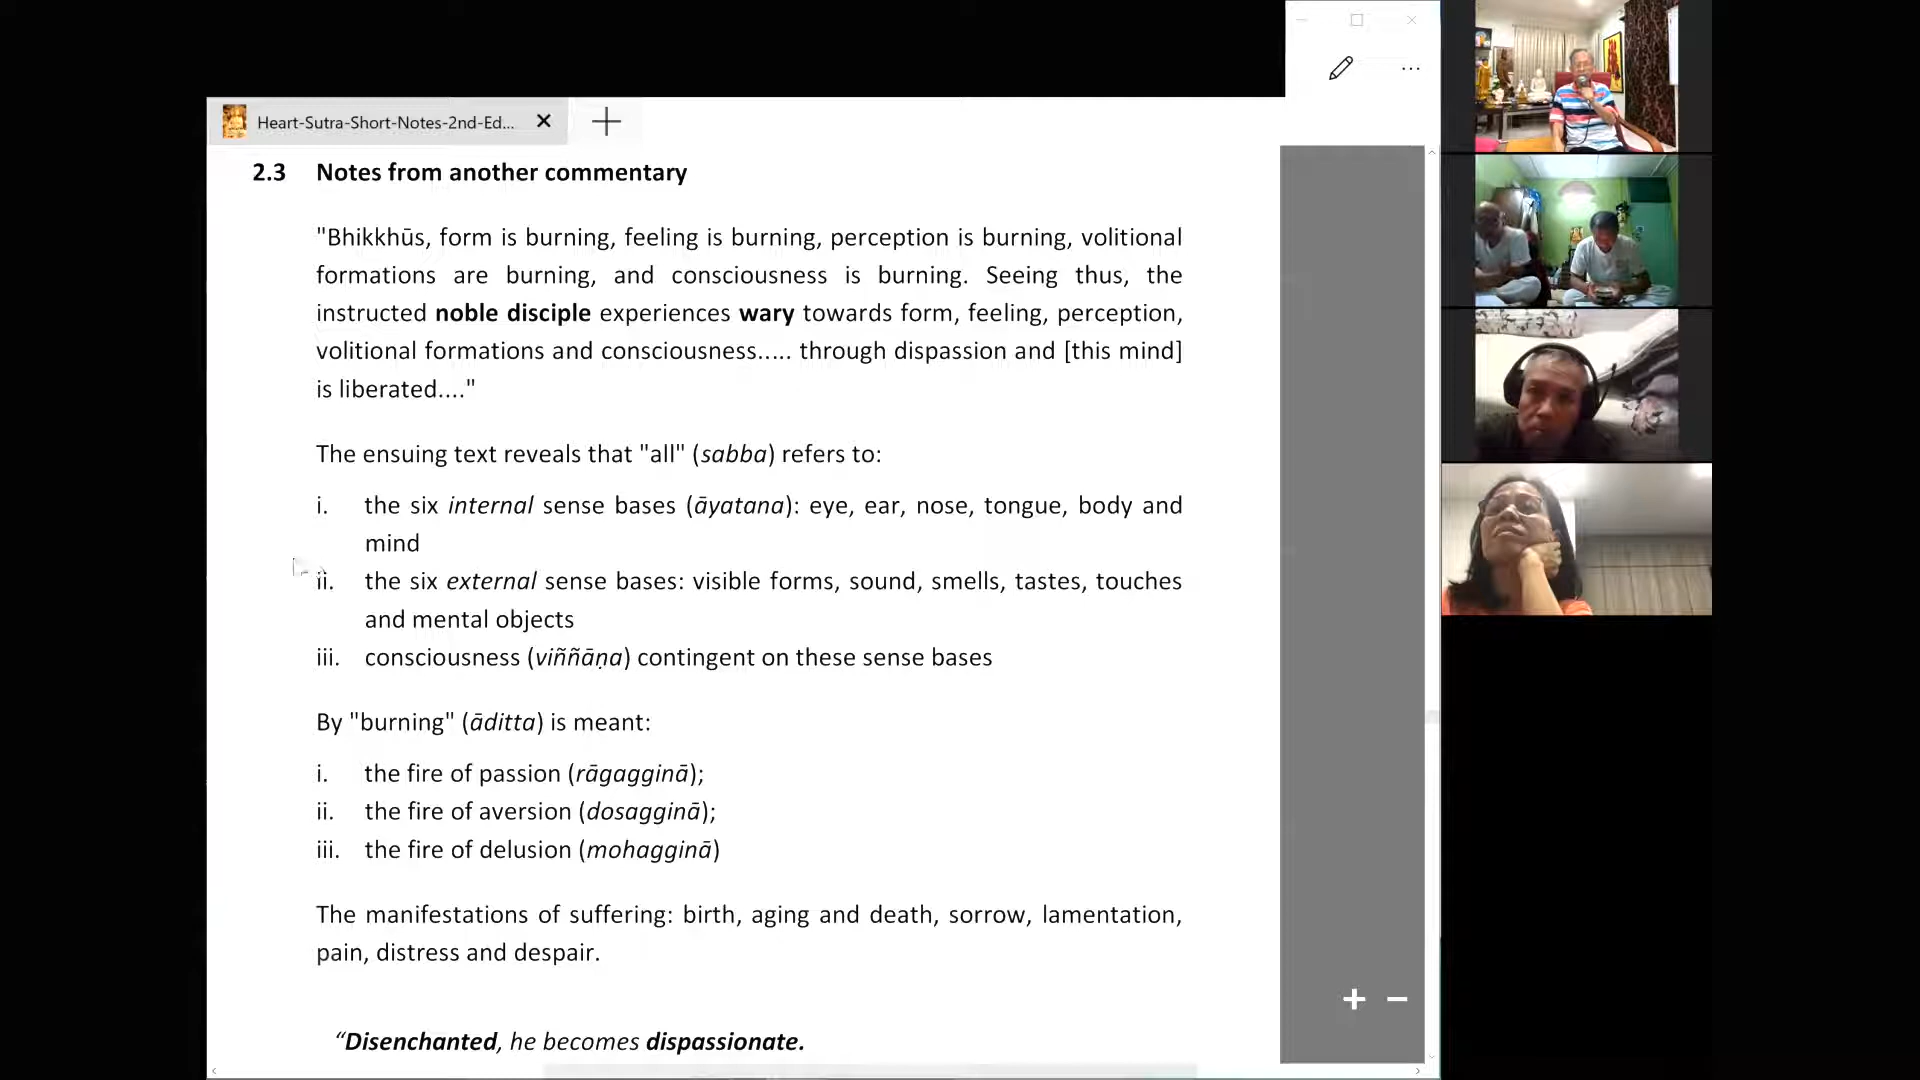 Heart-Sutra-Short-Notes-2nd-Ed...
2.3 Notes from another commentary
"Bhikkhūs, form is burning, feeling is burning, perception is burning, volitional
formations are burning, and consciousness is burning. Seeing thus, the
instructed noble disciple experiences wary towards form, feeling, perception,
volitional formations and consciousness..... through dispassion and [this mind]
is liberated...."
The ensuing text reveals that "all" (sabba) refers to:
i. the six internal sense bases (āyatana): eye, ear, nose, tongue, body and
mind
ii. the six external sense bases: visible forms, sound, smells, tastes, touches
and mental objects
iii. consciousness (viññāṇa) contingent on these sense bases
By "burning" (āditta) is meant:
i. the fire of passion (rāgagginā);
ii. the fire of aversion (dosagginā);
iii. the fire of delusion (mohagginā)
The manifestations of suffering: birth, aging and death, sorrow, lamentation,
pain, distress and despair.
“Disenchanted, he becomes dispassionate.